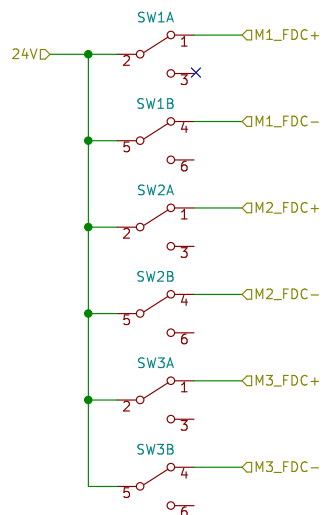 SW1A
1 M1_FDC+
24V 2
3
SW1B
4 M1_FDC-
5
6
SW2A
1 M2_FDC+
2
3
SW2B
4 M2_FDC-
5
6
SW3A
1 M3_FDC+
2
3
SW3B
4 M3_FDC-
5
6